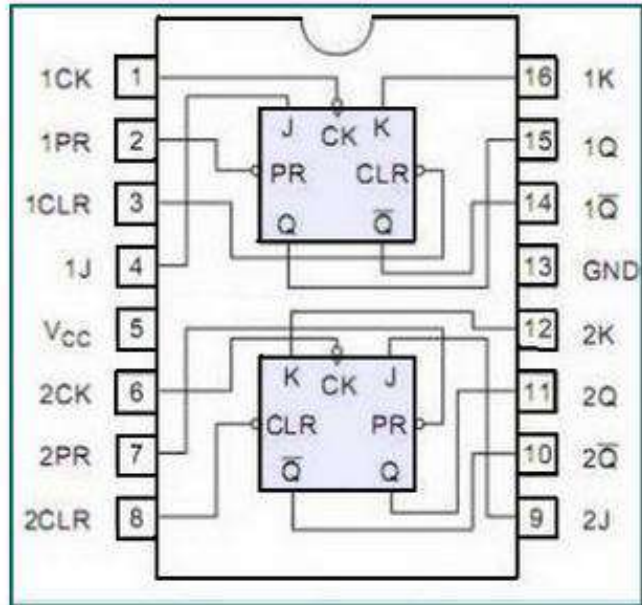 1CK 1 16 1K
J K
CK
1PR 2 15 1Q
PR CLR
1CLR 3 14 1Q̅
Q Q̅
1J 4 13 GND
VCC 5 12 2K
K J
CK
2CK 6 11 2Q
CLR PR
2PR 7 10 2Q̅
Q̅ Q
2CLR 8 9 2J